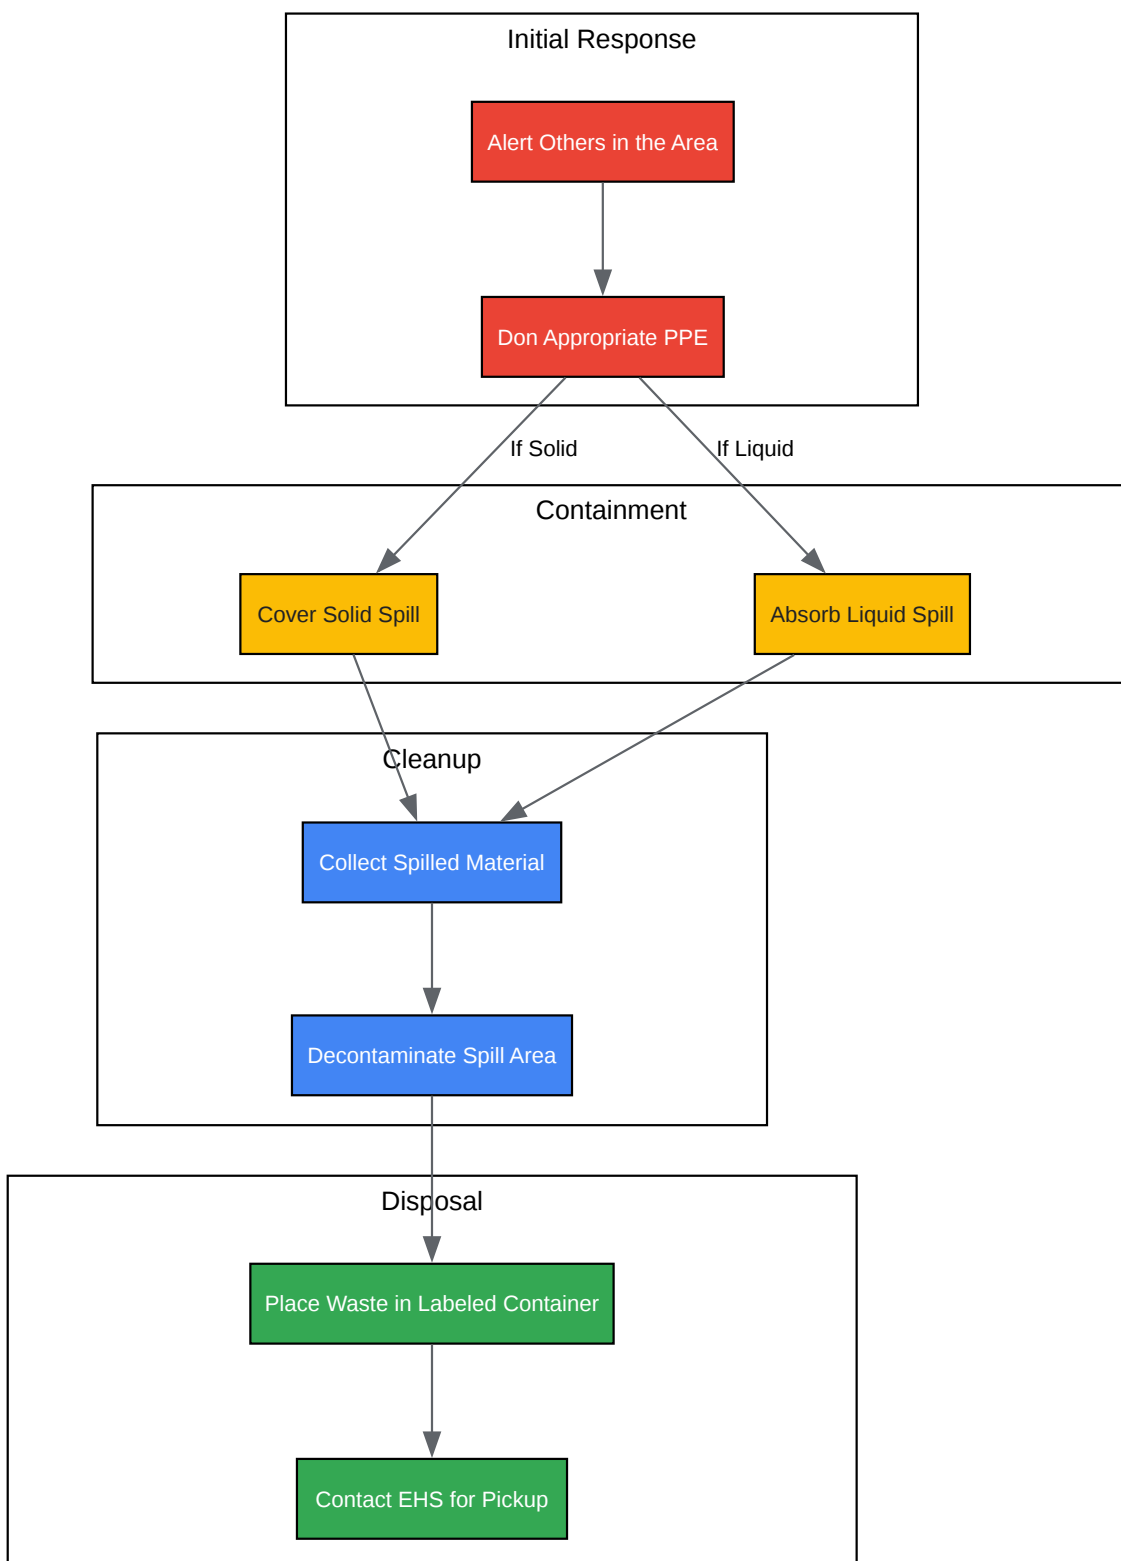 Initial Response
Alert Others in the Area
Don Appropriate PPE
If Solid
If Liquid
Containment
Cover Solid Spill
Absorb Liquid Spill
Cleanup
Collect Spilled Material
Decontaminate Spill Area
Disposal
Place Waste in Labeled Container
Contact EHS for Pickup